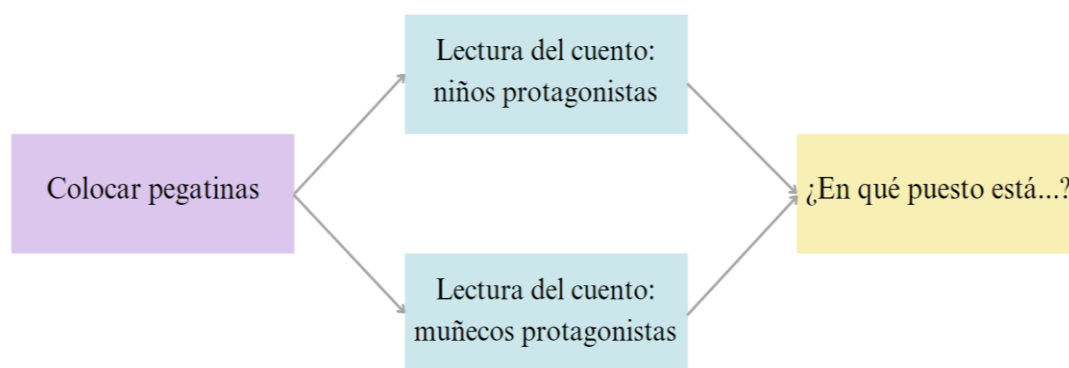 Colocar pegatinas
Lectura del cuento:
niños protagonistas
Lectura del cuento:
muñecos protagonistas
¿En qué puesto está...?